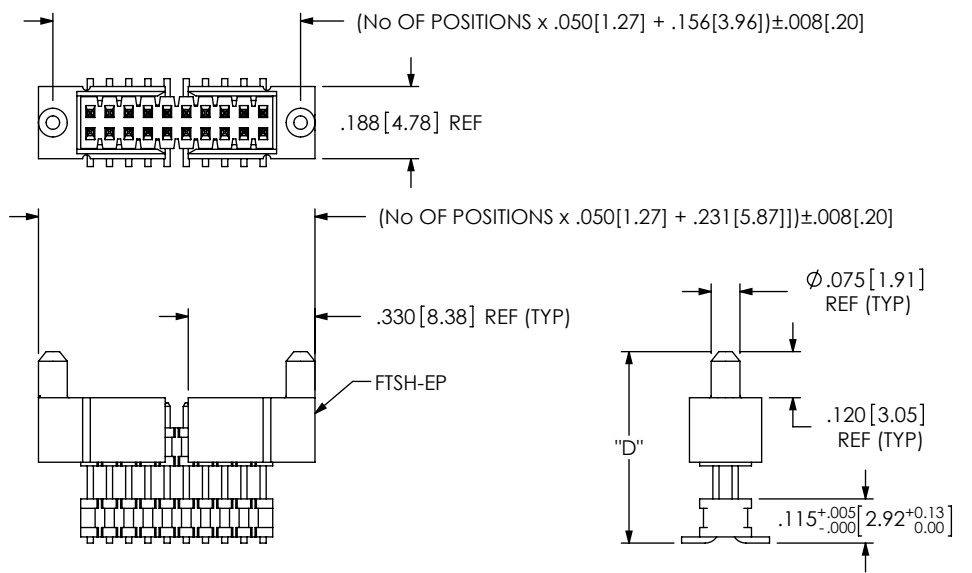 (No OF POSITIONS x .050[1.27] + .156[3.96])±.008[.20]
.188[4.78] REF
(No OF POSITIONS x .050[1.27] + .231[5.87]])±.008[.20]
Ø.075[1.91]
REF (TYP)
.330[8.38] REF (TYP)
FTSH-EP
.120[3.05]
REF (TYP)
"D"
.115+.005-.000[2.92+0.13 0.00]